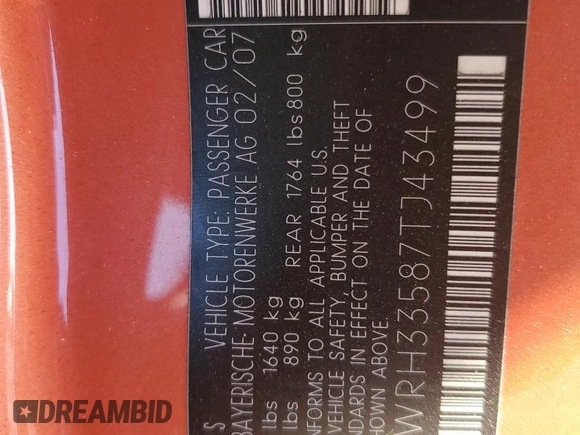 S VEHICLE TYPE: PASSENGER CAR
BAYERISCHE MOTORENWERKE AG 02/07
lbs 1640 kg
lbs 890 kg REAR 1764 lbs 800 kg
NFORMS TO ALL APPLICABLE U.S.
VEHICLE SAFETY, BUMPER AND THEFT
NDARDS IN EFFECT ON THE DATE OF
HOWN ABOVE.
WRH33587TJ43499
DREAMBID